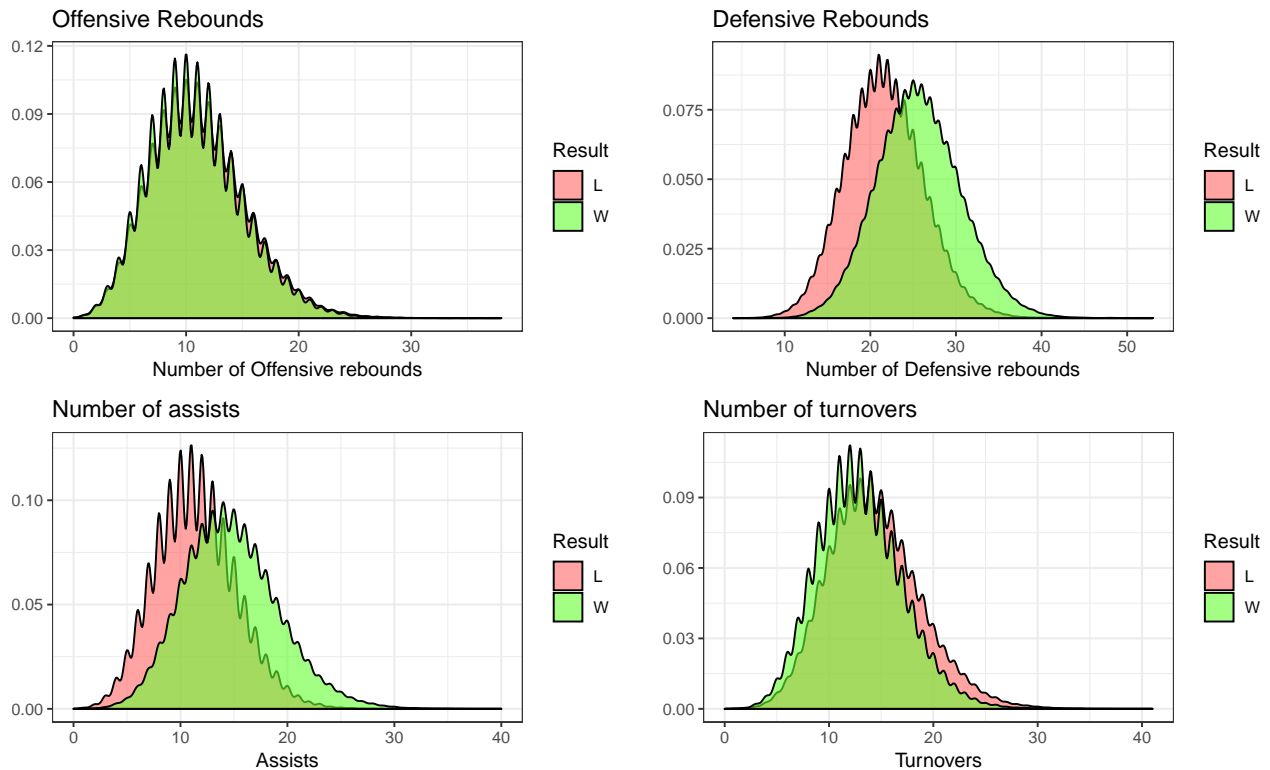 Offensive Rebounds
0.12
0.09
0.06
0.03
0.00
0 10 20 30
Number of Offensive rebounds
Result
L
W
Defensive Rebounds
0.075
0.050
0.025
0.000
10 20 30 40 50
Number of Defensive rebounds
Result
L
W
Number of assists
0.10
0.05
0.00
0 10 20 30 40
Assists
Result
L
W
Number of turnovers
0.09
0.06
0.03
0.00
0 10 20 30 40
Turnovers
Result
L
W